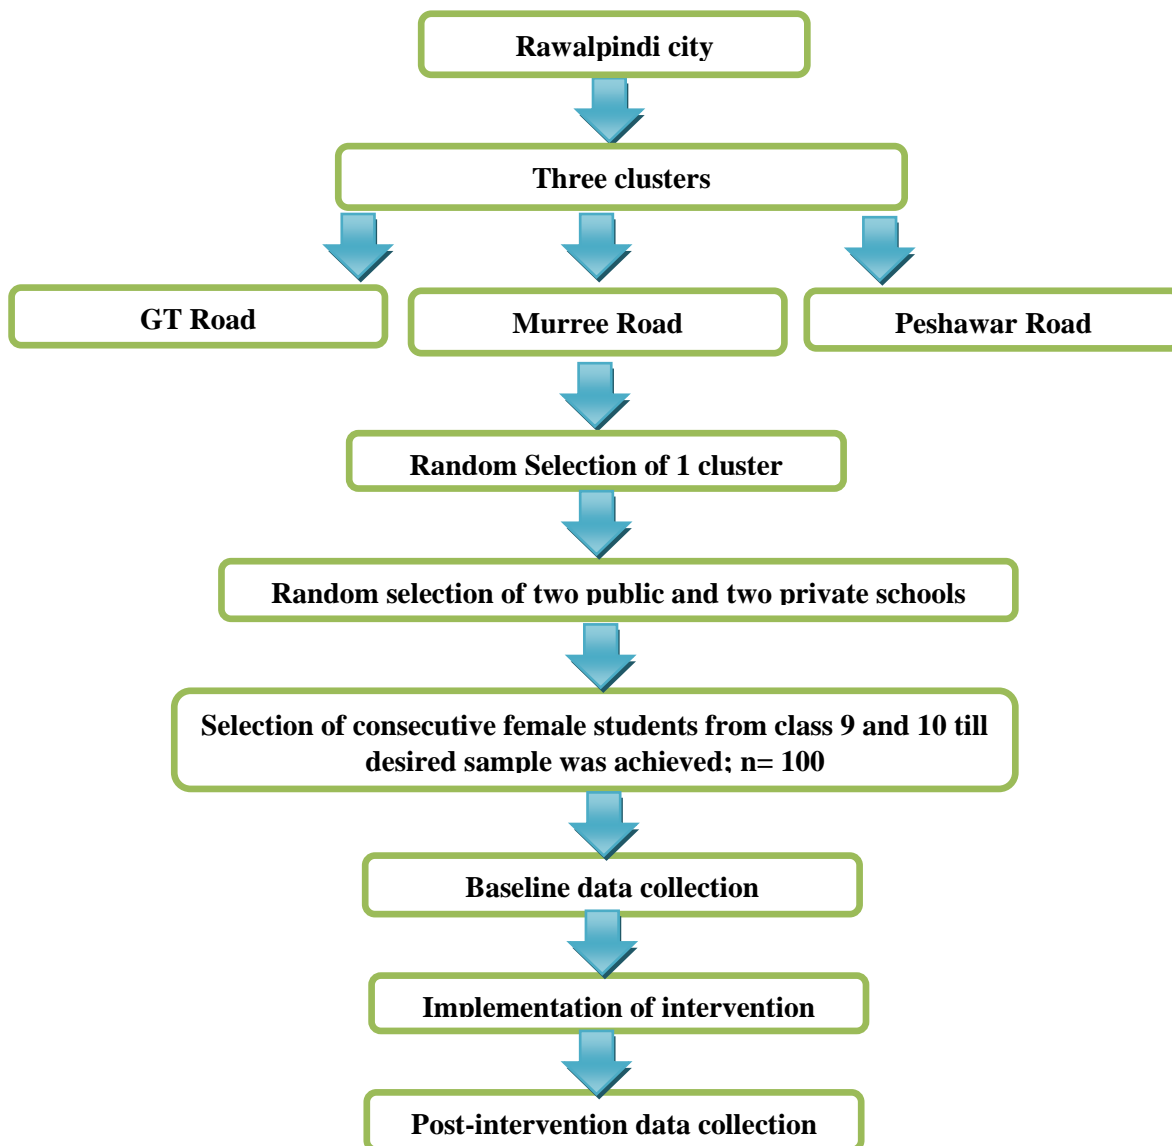 Rawalpindi city
Three clusters
GT Road
Murree Road
Peshawar Road
Random Selection of 1 cluster
Random selection of two public and two private schools
Selection of consecutive female students from class 9 and 10 till
desired sample was achieved; n= 100
Baseline data collection
Implementation of intervention
Post-intervention data collection